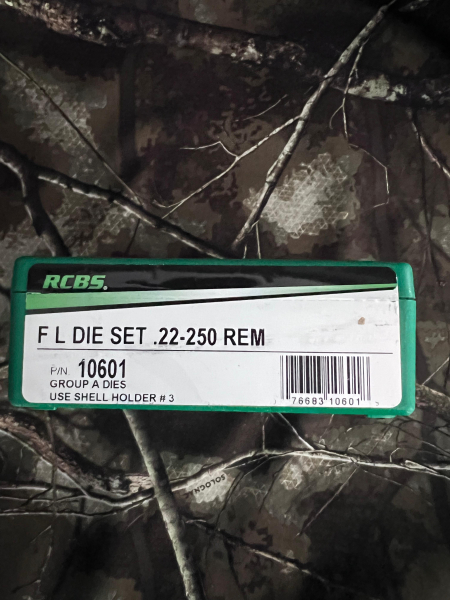 RCBS.
F L DIE SET .22-250 REM
P/N 10601
GROUP A DIES
USE SHELL HOLDER # 3
76683 10601